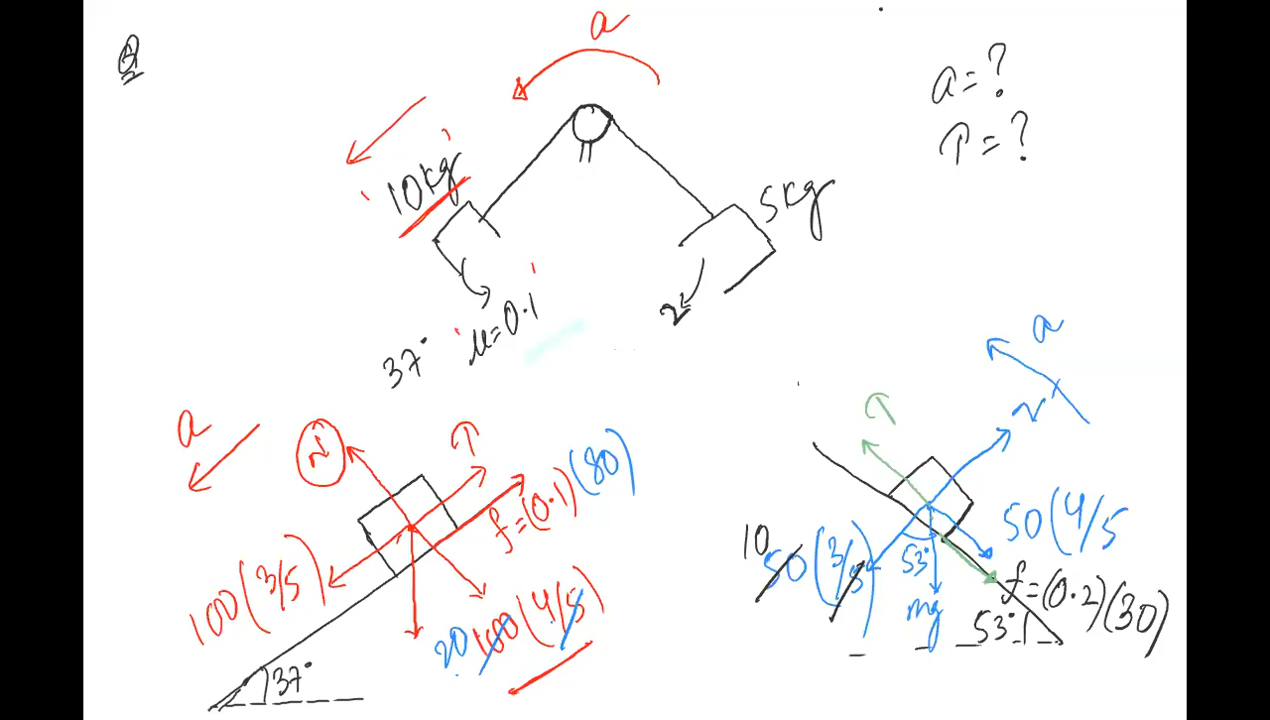 Q
a
a = ?
T = ?
10kg
5kg
37° μ=0.1
a
N
T
f=(0.1)(80)
100(3/5)
20 100(4/5)
37°
a
T
N
50(4/5
10 50(3/5)
53°
mg
f=(0.2)(30)
53°